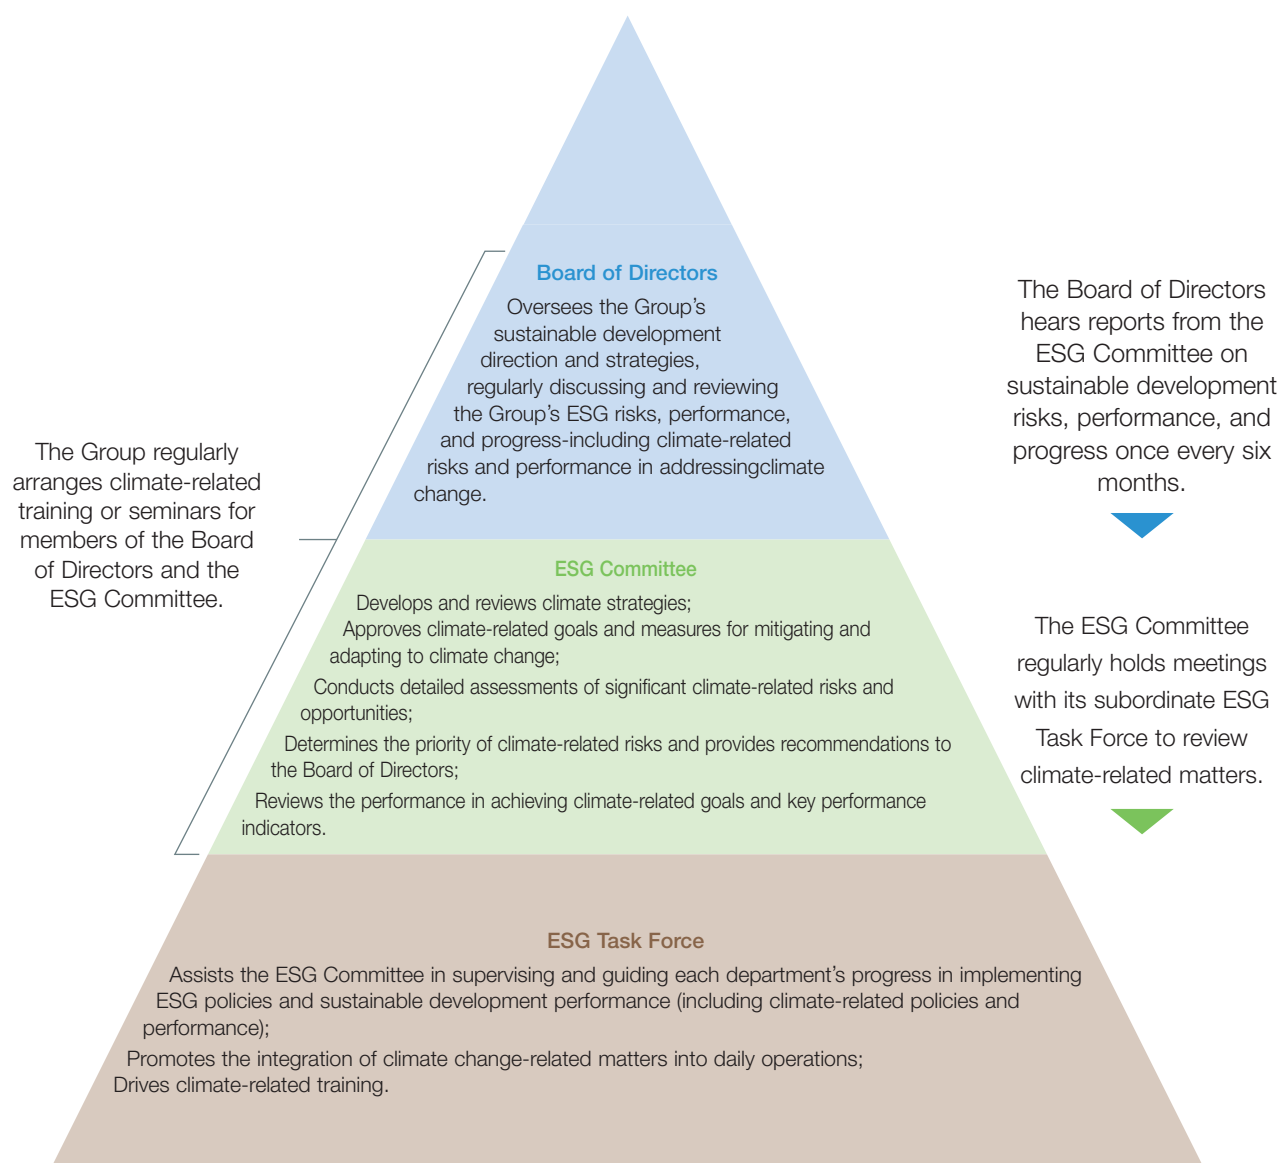 Board of Directors
Oversees the Group’s
sustainable development
direction and strategies,
regularly discussing and reviewing
the Group’s ESG risks, performance,
and progress-including climate-related
risks and performance in addressingclimate
change.
The Board of Directors
hears reports from the
ESG Committee on
sustainable development
risks, performance, and
progress once every six
months.
The Group regularly
arranges climate-related
training or seminars for
members of the Board
of Directors and the
ESG Committee.
ESG Committee
Develops and reviews climate strategies;
Approves climate-related goals and measures for mitigating and
adapting to climate change;
Conducts detailed assessments of significant climate-related risks and
opportunities;
Determines the priority of climate-related risks and provides recommendations to
the Board of Directors;
Reviews the performance in achieving climate-related goals and key performance
indicators.
The ESG Committee
regularly holds meetings
with its subordinate ESG
Task Force to review
climate-related matters.
ESG Task Force
Assists the ESG Committee in supervising and guiding each department’s progress in implementing
ESG policies and sustainable development performance (including climate-related policies and
performance);
Promotes the integration of climate change-related matters into daily operations;
Drives climate-related training.